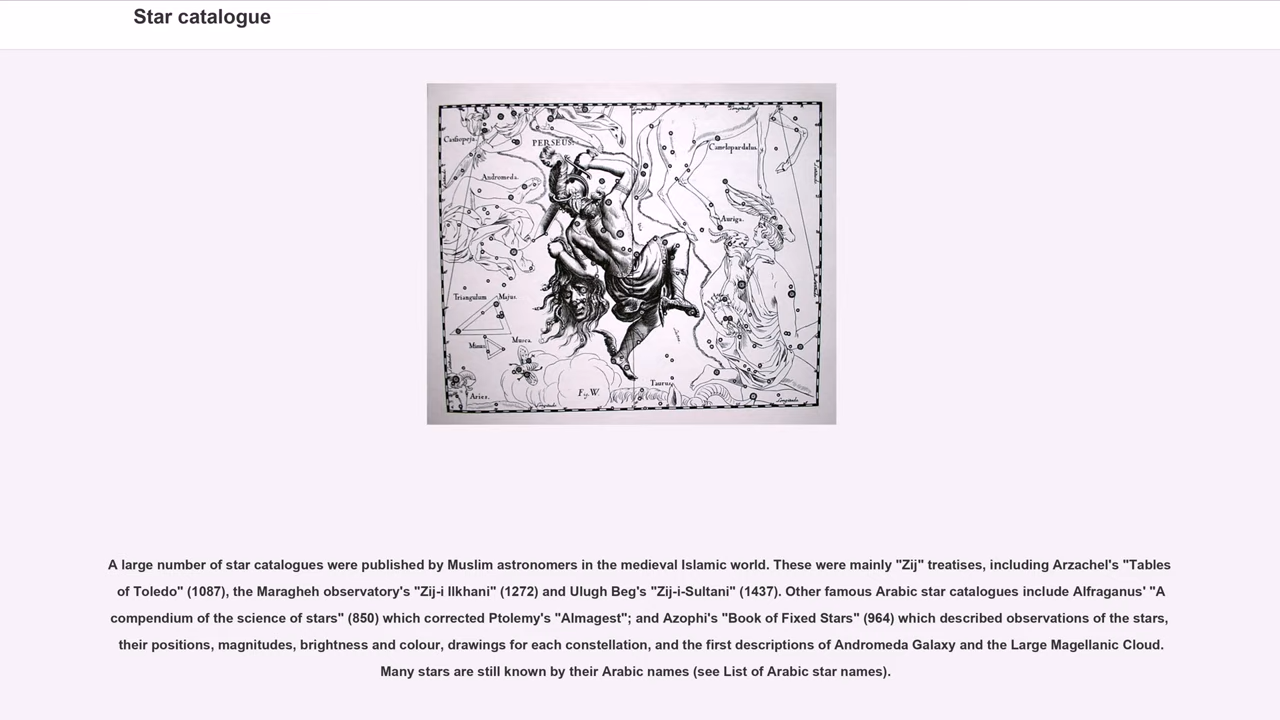 Star catalogue
Cassiopeja.
PERSEUS.
Camelopardalus.
Andromeda.
Auriga.
Triangulum Majus.
Minus.
Musca.
Taurus.
Aries.
Fig. W.
A large number of star catalogues were published by Muslim astronomers in the medieval Islamic world. These were mainly "Zij" treatises, including Arzachel's "Tables
of Toledo" (1087), the Maragheh observatory's "Zij-i Ilkhani" (1272) and Ulugh Beg's "Zij-i-Sultani" (1437). Other famous Arabic star catalogues include Alfraganus' "A
compendium of the science of stars" (850) which corrected Ptolemy's "Almagest"; and Azophi's "Book of Fixed Stars" (964) which described observations of the stars,
their positions, magnitudes, brightness and colour, drawings for each constellation, and the first descriptions of Andromeda Galaxy and the Large Magellanic Cloud.
Many stars are still known by their Arabic names (see List of Arabic star names).